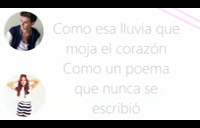 Como esa lluvia que
moja el corazón
Como un poema
que nunca se
escribió